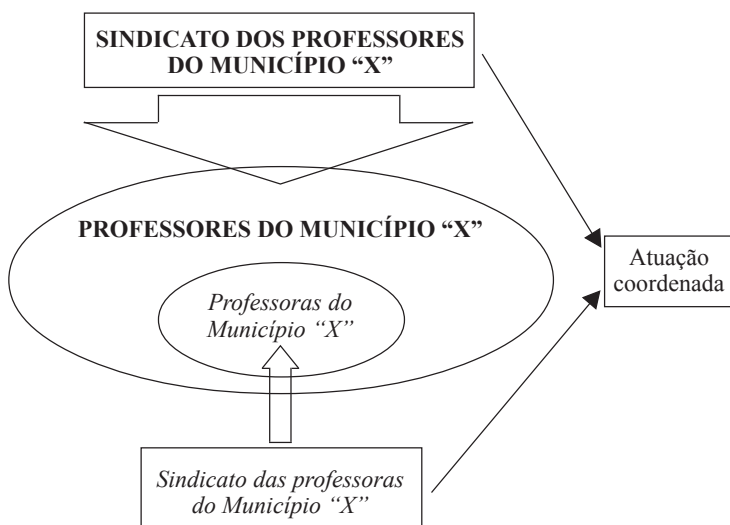 SINDICATO DOS PROFESSORES
DO MUNICÍPIO “X”
PROFESSORES DO MUNICÍPIO “X”
Professoras do
Município “X”
Atuação
coordenada
Sindicato das professoras
do Município “X”